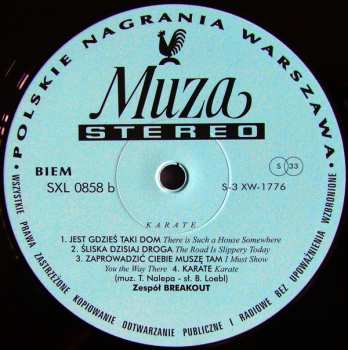 • POLSKIE NAGRANIA WARSZAWA •
Muza
STEREO
BIEM
SXL 0858 b
S 33
S-3 XW-1776
KARATE
1. JEST GDZIEŚ TAKI DOM There is Such a House Somewhere
2. ŚLISKA DZISIAJ DROGA The Road Is Slippery Today
3. ZAPROWADZIĆ CIEBIE MUSZĘ TAM I Must Show
You the Way There 4. KARATE Karate
(muz. T. Nalepa - sł. B. Loebl)
Zespół BREAKOUT
WSZYSTKIE PRAWA ZASTRZEŻONE KOPIOWANIE ODTWARZANIE PUBLICZNE I RADIOWE BEZ UPOWAŻNIENIA WZBRONIONE